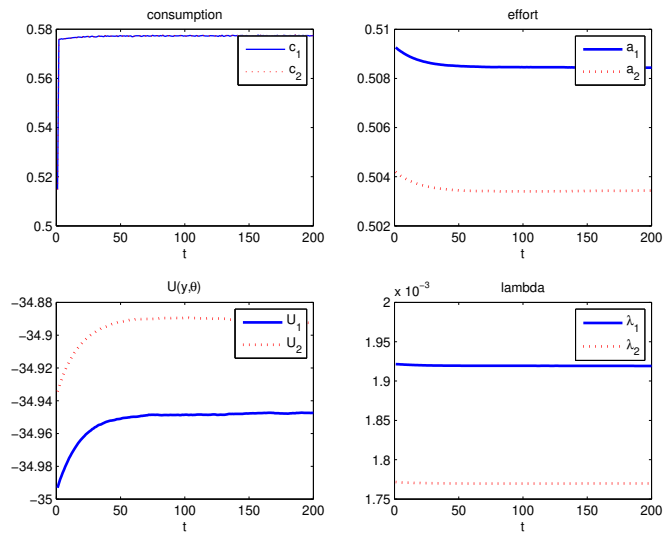 consumption
0.58
0.56
0.54
0.52
0.5
0 50 100 150 200
t
c1
c2
effort
0.51
0.508
0.506
0.504
0.502
0 50 100 150 200
t
a1
a2
U(y,θ)
−34.88
−34.9
−34.92
−34.94
−34.96
−34.98
−35
0 50 100 150 200
t
U1
U2
lambda
x 10−3
2
1.95
1.9
1.85
1.8
1.75
0 50 100 150 200
t
λ1
λ2